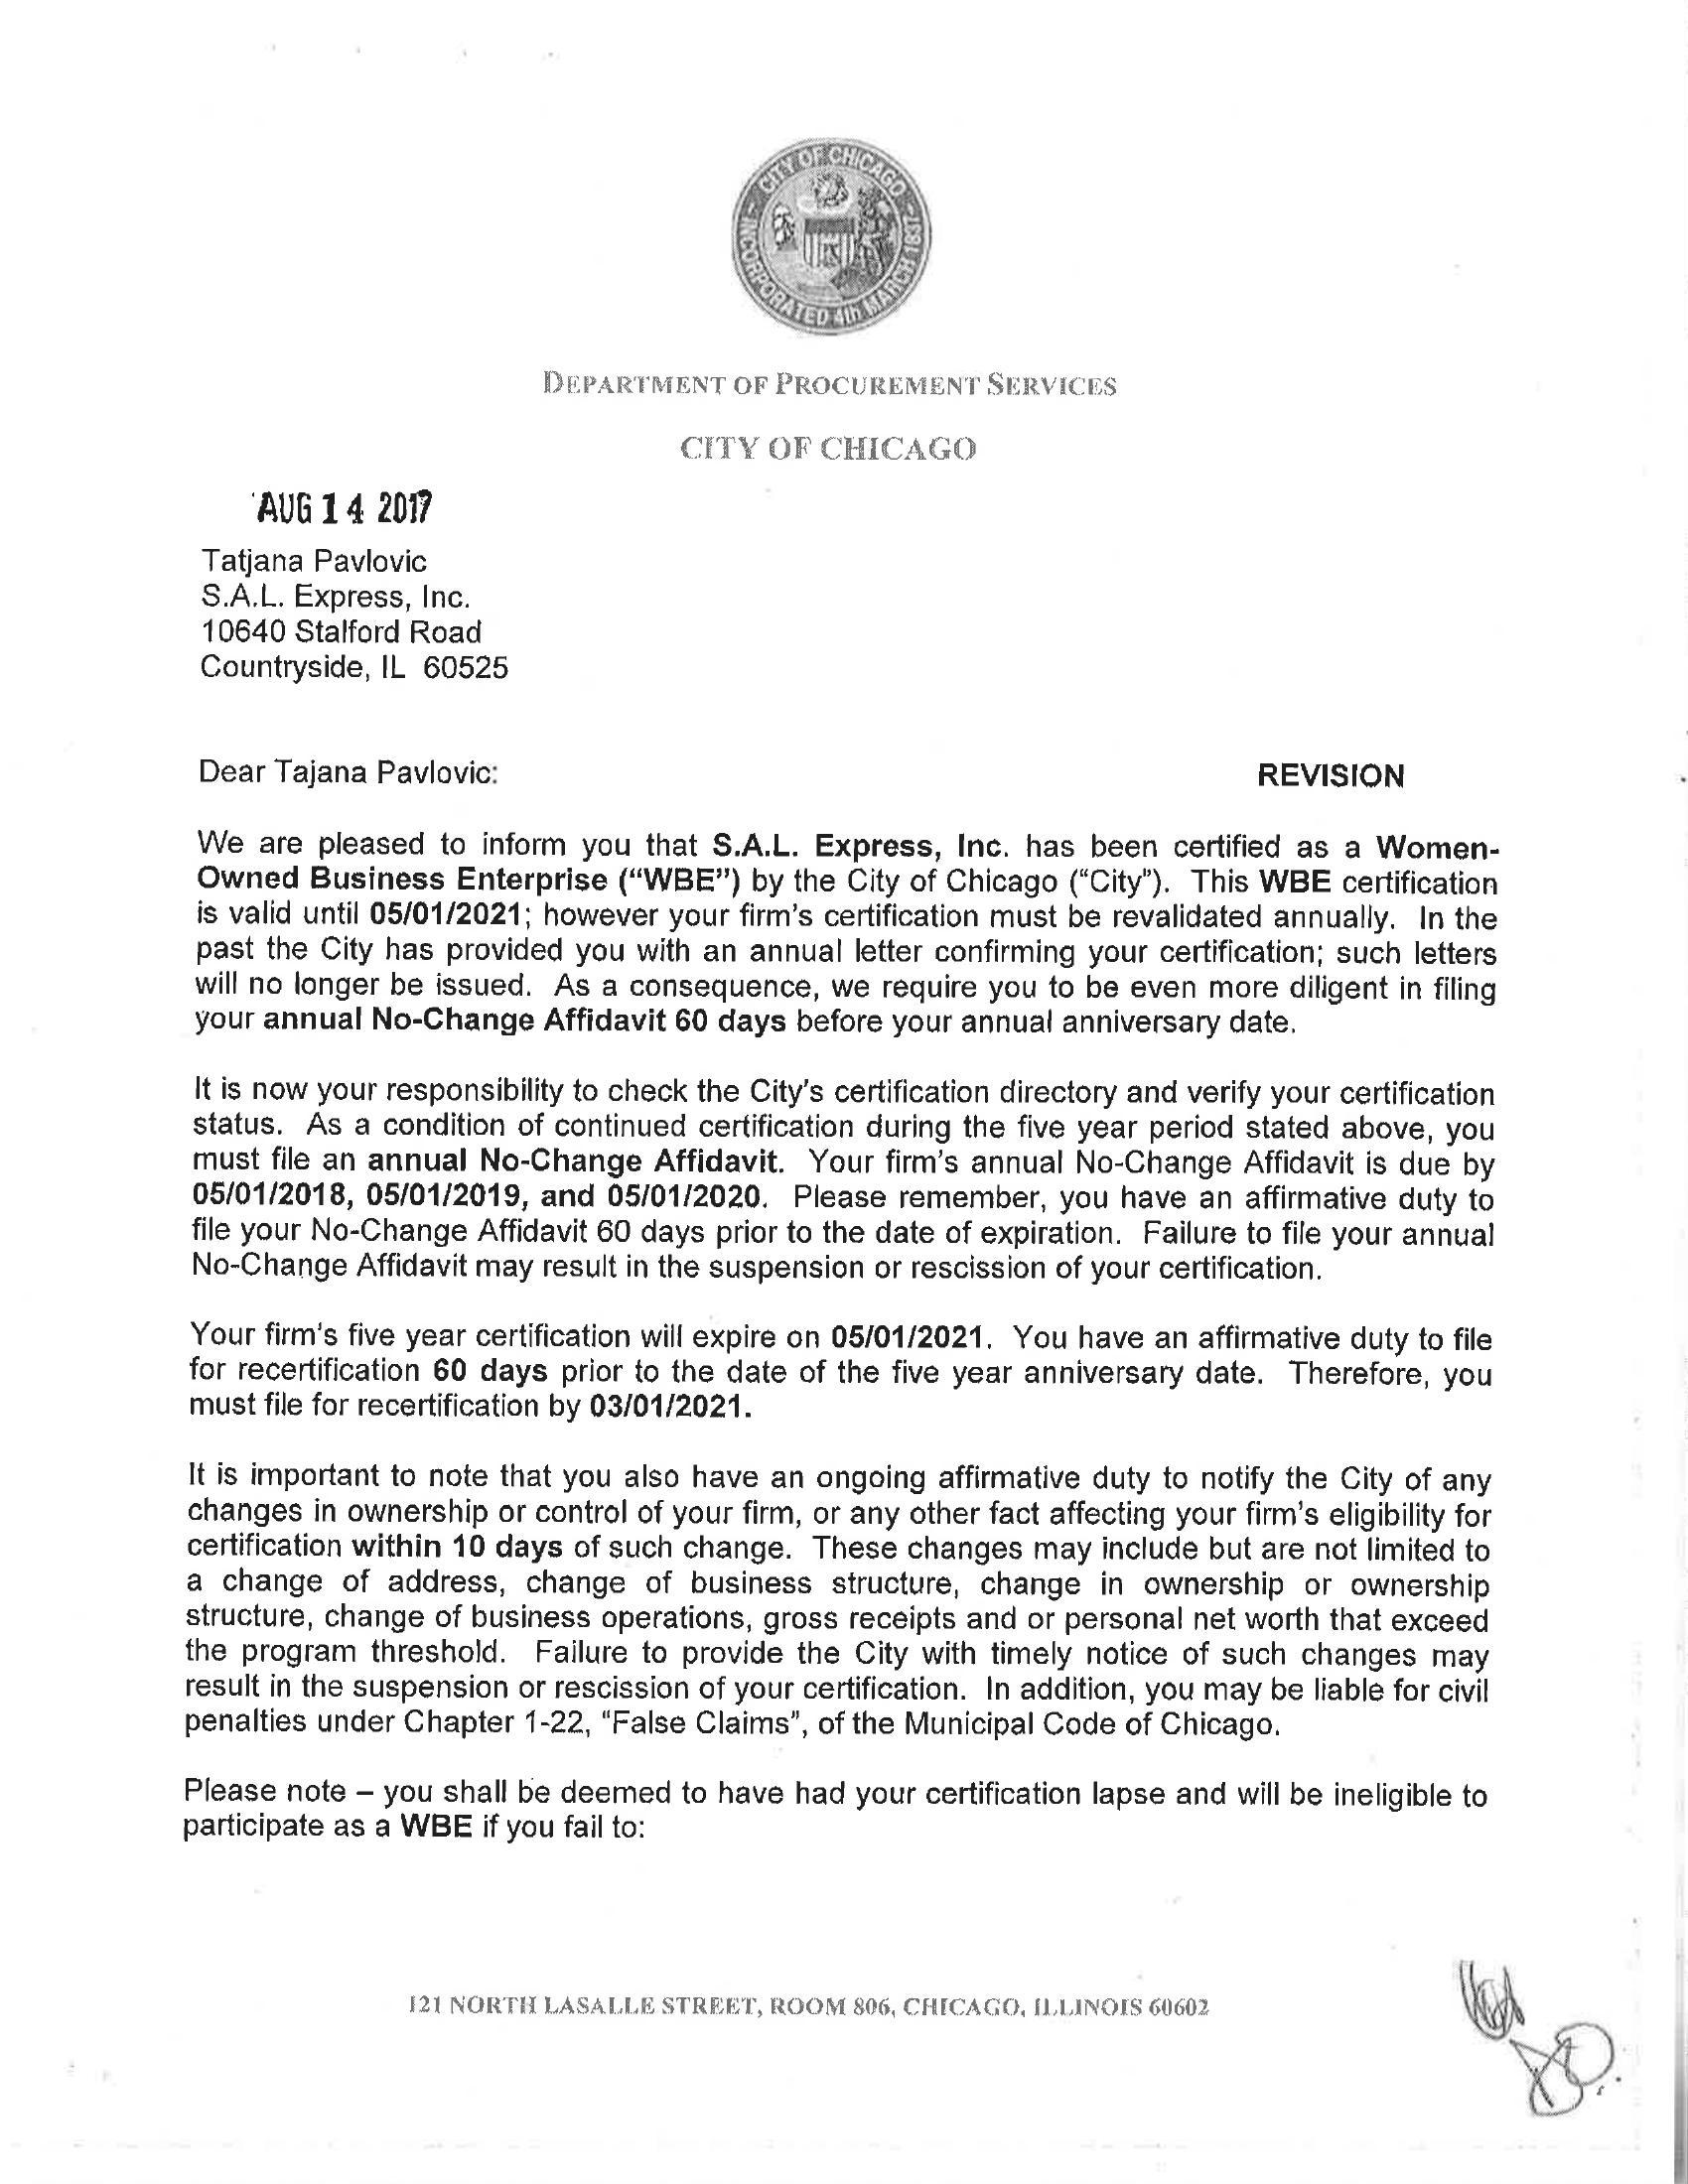 CITY OF CHICAGO
INCORPORATED 4th MARCH 1837
DEPARTMENT OF PROCUREMENT SERVICES
CITY OF CHICAGO
AUG 14 2017
Tatjana Pavlovic
S.A.L. Express, Inc.
10640 Stalford Road
Countryside, IL 60525
Dear Tajana Pavlovic: REVISION
We are pleased to inform you that S.A.L. Express, Inc. has been certified as a Women-
Owned Business Enterprise ("WBE") by the City of Chicago ("City"). This WBE certification
is valid until 05/01/2021; however your firm's certification must be revalidated annually. In the
past the City has provided you with an annual letter confirming your certification; such letters
will no longer be issued. As a consequence, we require you to be even more diligent in filing
your annual No-Change Affidavit 60 days before your annual anniversary date.
It is now your responsibility to check the City's certification directory and verify your certification
status. As a condition of continued certification during the five year period stated above, you
must file an annual No-Change Affidavit. Your firm's annual No-Change Affidavit is due by
05/01/2018, 05/01/2019, and 05/01/2020. Please remember, you have an affirmative duty to
file your No-Change Affidavit 60 days prior to the date of expiration. Failure to file your annual
No-Change Affidavit may result in the suspension or rescission of your certification.
Your firm's five year certification will expire on 05/01/2021. You have an affirmative duty to file
for recertification 60 days prior to the date of the five year anniversary date. Therefore, you
must file for recertification by 03/01/2021.
It is important to note that you also have an ongoing affirmative duty to notify the City of any
changes in ownership or control of your firm, or any other fact affecting your firm's eligibility for
certification within 10 days of such change. These changes may include but are not limited to
a change of address, change of business structure, change in ownership or ownership
structure, change of business operations, gross receipts and or personal net worth that exceed
the program threshold. Failure to provide the City with timely notice of such changes may
result in the suspension or rescission of your certification. In addition, you may be liable for civil
penalties under Chapter 1-22, "False Claims", of the Municipal Code of Chicago.
Please note – you shall be deemed to have had your certification lapse and will be ineligible to
participate as a WBE if you fail to:
121 NORTH LASALLE STREET, ROOM 806, CHICAGO, ILLINOIS 60602